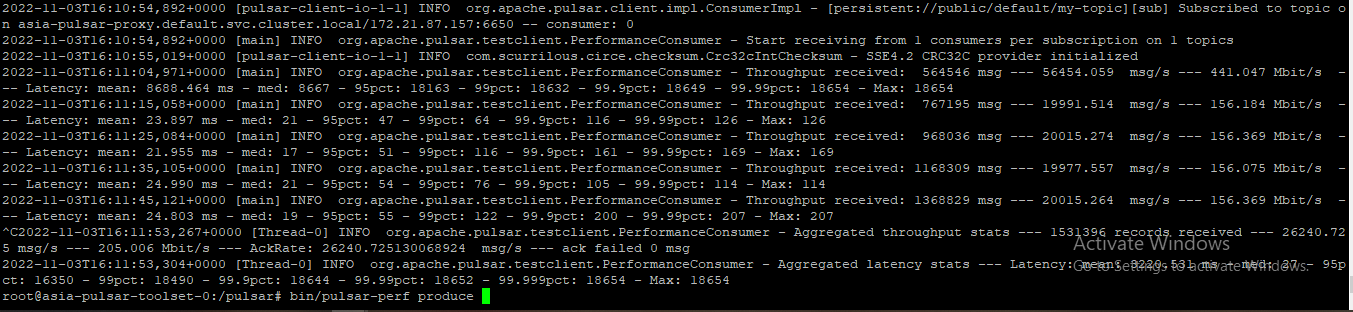 2022-11-03T16:10:54,892+0000 [pulsar-client-io-1-1] INFO  org.apache.pulsar.client.impl.ConsumerImpl - [persistent://public/default/my-topic][sub] Subscribed to topic o
n asia-pulsar-proxy.default.svc.cluster.local/172.21.87.157:6650 -- consumer: 0
2022-11-03T16:10:54,892+0000 [main] INFO  org.apache.pulsar.testclient.PerformanceConsumer - Start receiving from 1 consumers per subscription on 1 topics
2022-11-03T16:10:55,019+0000 [pulsar-client-io-1-1] INFO  com.scurrilous.circe.checksum.Crc32cIntChecksum - SSE4.2 CRC32C provider initialized
2022-11-03T16:11:04,971+0000 [main] INFO  org.apache.pulsar.testclient.PerformanceConsumer - Throughput received:  564546 msg --- 56454.059  msg/s --- 441.047 Mbit/s  -
-- Latency: mean: 8688.464 ms - med: 8667 - 95pct: 18163 - 99pct: 18632 - 99.9pct: 18649 - 99.99pct: 18654 - Max: 18654
2022-11-03T16:11:15,058+0000 [main] INFO  org.apache.pulsar.testclient.PerformanceConsumer - Throughput received:  767195 msg --- 19991.514  msg/s --- 156.184 Mbit/s  -
-- Latency: mean: 23.897 ms - med: 21 - 95pct: 47 - 99pct: 64 - 99.9pct: 116 - 99.99pct: 126 - Max: 126
2022-11-03T16:11:25,084+0000 [main] INFO  org.apache.pulsar.testclient.PerformanceConsumer - Throughput received:  968036 msg --- 20015.274  msg/s --- 156.369 Mbit/s  -
-- Latency: mean: 21.955 ms - med: 17 - 95pct: 51 - 99pct: 116 - 99.9pct: 161 - 99.99pct: 169 - Max: 169
2022-11-03T16:11:35,105+0000 [main] INFO  org.apache.pulsar.testclient.PerformanceConsumer - Throughput received: 1168309 msg --- 19977.557  msg/s --- 156.075 Mbit/s  -
-- Latency: mean: 24.990 ms - med: 21 - 95pct: 54 - 99pct: 76 - 99.9pct: 105 - 99.99pct: 114 - Max: 114
2022-11-03T16:11:45,121+0000 [main] INFO  org.apache.pulsar.testclient.PerformanceConsumer - Throughput received: 1368829 msg --- 20015.264  msg/s --- 156.369 Mbit/s  -
-- Latency: mean: 24.803 ms - med: 19 - 95pct: 55 - 99pct: 122 - 99.9pct: 200 - 99.99pct: 207 - Max: 207
^C2022-11-03T16:11:53,267+0000 [Thread-0] INFO  org.apache.pulsar.testclient.PerformanceConsumer - Aggregated throughput stats --- 1531396 records received --- 26240.72
5 msg/s --- 205.006 Mbit/s --- AckRate: 26240.725130068924  msg/s --- ack failed 0 msg
2022-11-03T16:11:53,304+0000 [Thread-0] INFO  org.apache.pulsar.testclient.PerformanceConsumer - Aggregated latency stats --- Latency: mean: 3220.531 ms - med: 27 - 95p
ct: 16350 - 99pct: 18490 - 99.9pct: 18644 - 99.99pct: 18652 - 99.999pct: 18654 - Max: 18654
root@asia-pulsar-toolset-0:/pulsar# bin/pulsar-perf produce
Activate Windows
Go to Settings to activate Windows.